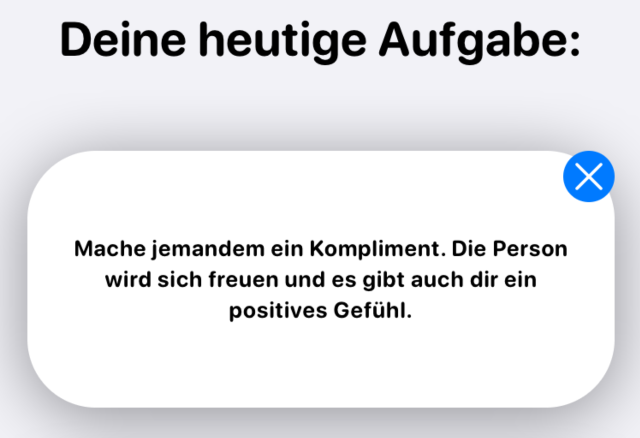 Deine heutige Aufgabe:
Mache jemandem ein Kompliment. Die Person
wird sich freuen und es gibt auch dir ein
positives Gefühl.